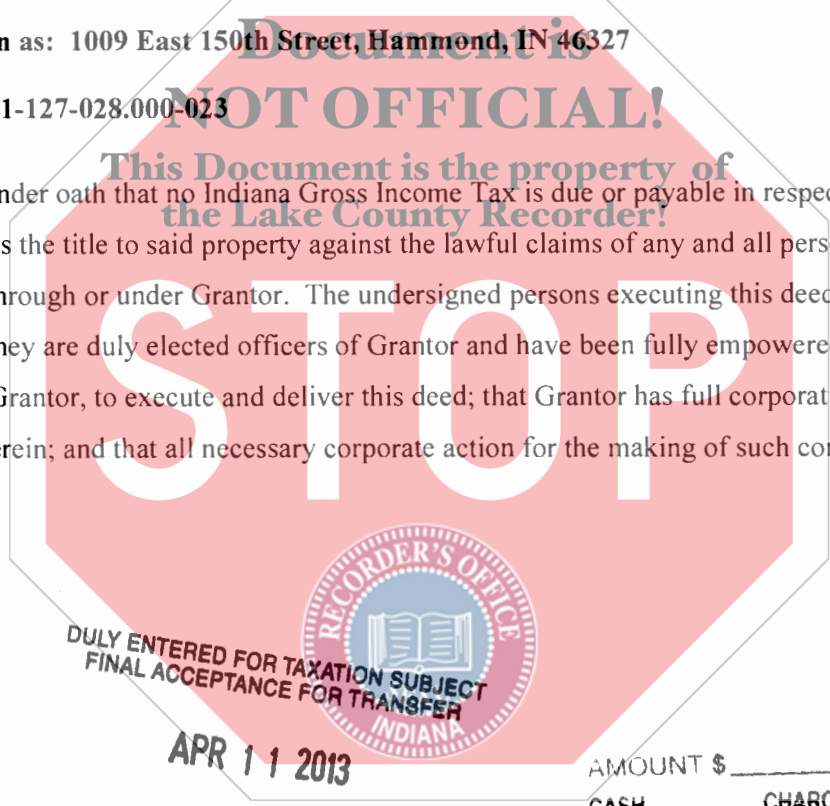 n as: 1009 East 150th Street, Hammond, IN 46327
Document is
1-127-028.000-023
NOT OFFICIAL!
This Document is the property of
nder oath that no Indiana Gross Income Tax is due or payable in respec
the Lake County Recorder!
s the title to said property against the lawful claims of any and all pers
hrough or under Grantor. The undersigned persons executing this deed
hey are duly elected officers of Grantor and have been fully empowere
Grantor, to execute and deliver this deed; that Grantor has full corporat
rein; and that all necessary corporate action for the making of such con
STOP
RECORDER'S OFFICE
INDIANA
DULY ENTERED FOR TAXATION SUBJECT
FINAL ACCEPTANCE FOR TRANSFER
APR 11 2013
AMOUNT $
CASH CHARG